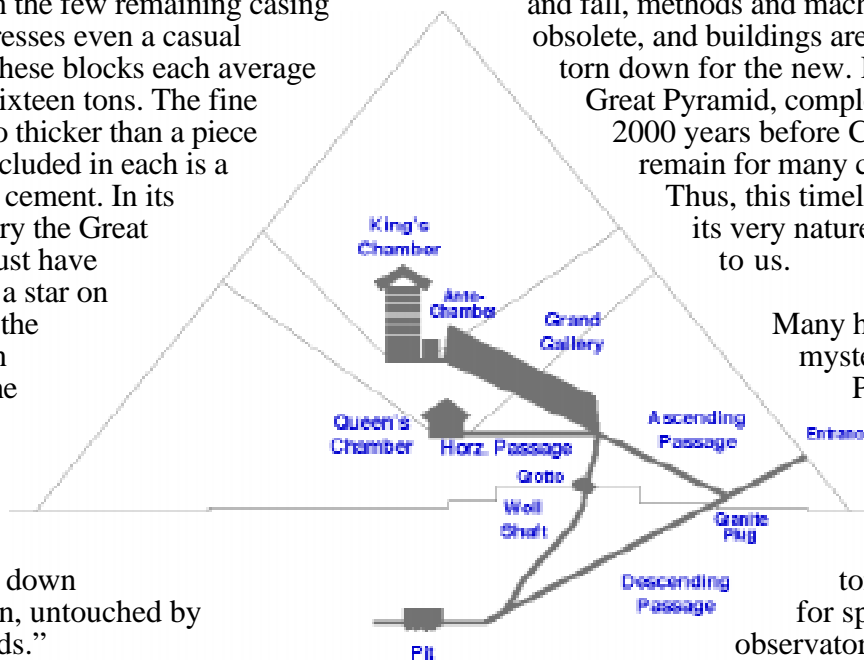 the few remaining casing
resses even a casual
hese blocks each average
ixteen tons. The fine
o thicker than a piece
cluded in each is a
cement. In its
ry the Great
ust have
a star on
the
down
n, untouched by
ds.”
and fall, methods and mach
obsolete, and buildings are
torn down for the new.
Great Pyramid, compl
2000 years before C
remain for many c
Thus, this timel
its very nature
to us.
Many h
myste
P
to
for sp
observator
King's
Chamber
Ante-
Chamber
Grand
Gallery
Queen's
Chamber
Horz. Passage
Ascending
Passage
Entranc
Grotto
Well
Shaft
Granite
Plug
Descending
Passage
Pit